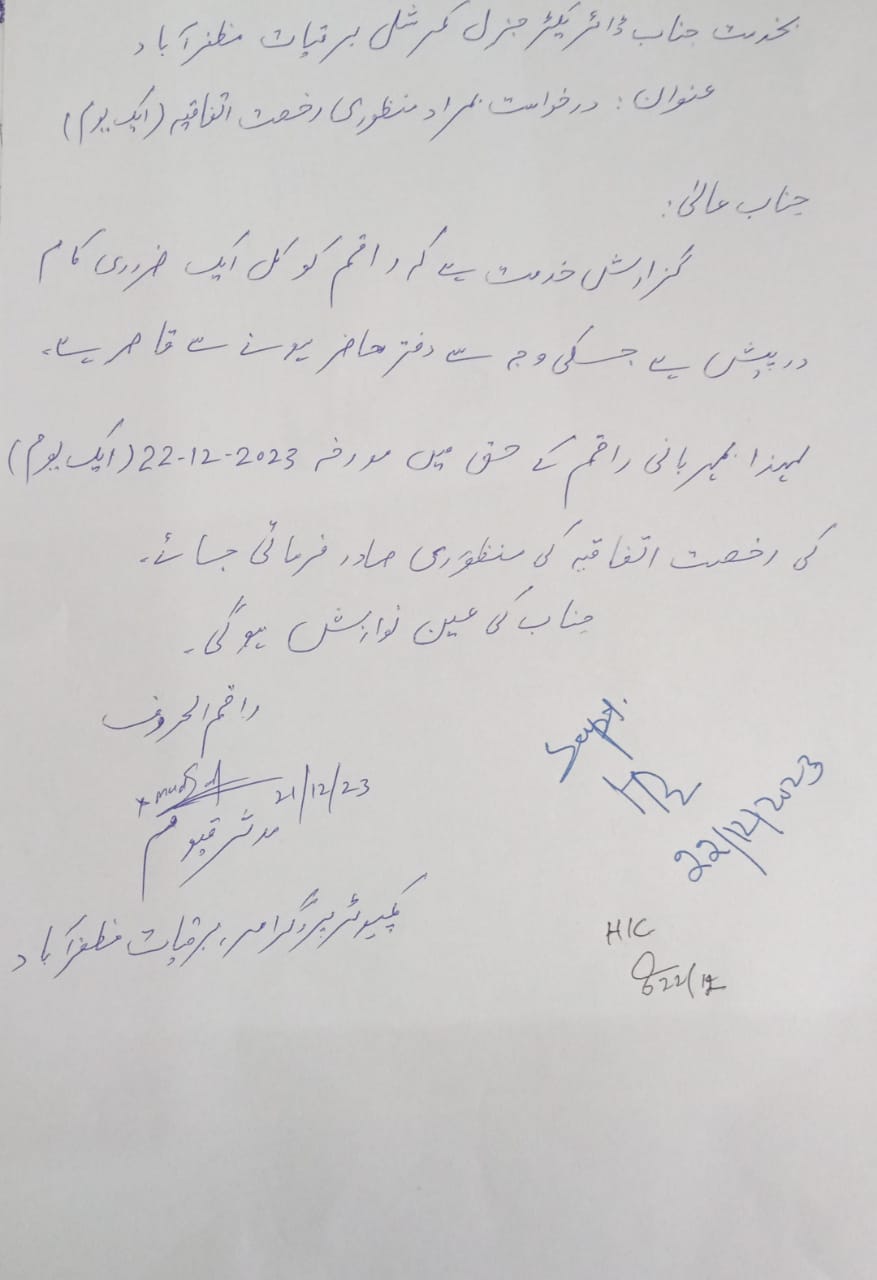 بخدمت جناب ڈائریکٹر جنرل کمرشل برقیات مظفرآباد
عنوان: درخواست بمراد منظوری رخصت اتفاقیہ (ایک یوم)
جناب عالی:
گزارش خدمت ہے کہ راقم کو کل ایک ضروری کام
درپیش ہے جسکی وجہ سے دفتر حاضر ہونے سے قاصر ہے۔
لہذا بمہربانی راقم کے حق میں مورخہ 22-12-2023 (ایک یوم)
کی رخصت اتفاقیہ کی منظوری صادر فرمائی جائے۔
جناب کی عین نوازش ہوگی۔
راقم الحروف
21/12/23
مدثر قیوم
کمپیوٹر پروگرامر، برقیات مظفرآباد
Supt.
22/12/2023
H/C
22/12